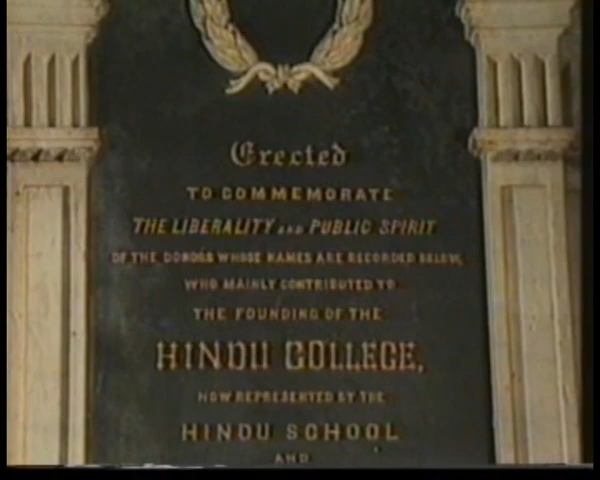 Erected
TO COMMEMORATE
THE LIBERALITY AND PUBLIC SPIRIT
OF THE DONORS WHOSE NAMES ARE RECORDED BELOW,
WHO MAINLY CONTRIBUTED TO
THE FOUNDING OF THE
HINDU COLLEGE,
NOW REPRESENTED BY THE
HINDU SCHOOL
AND